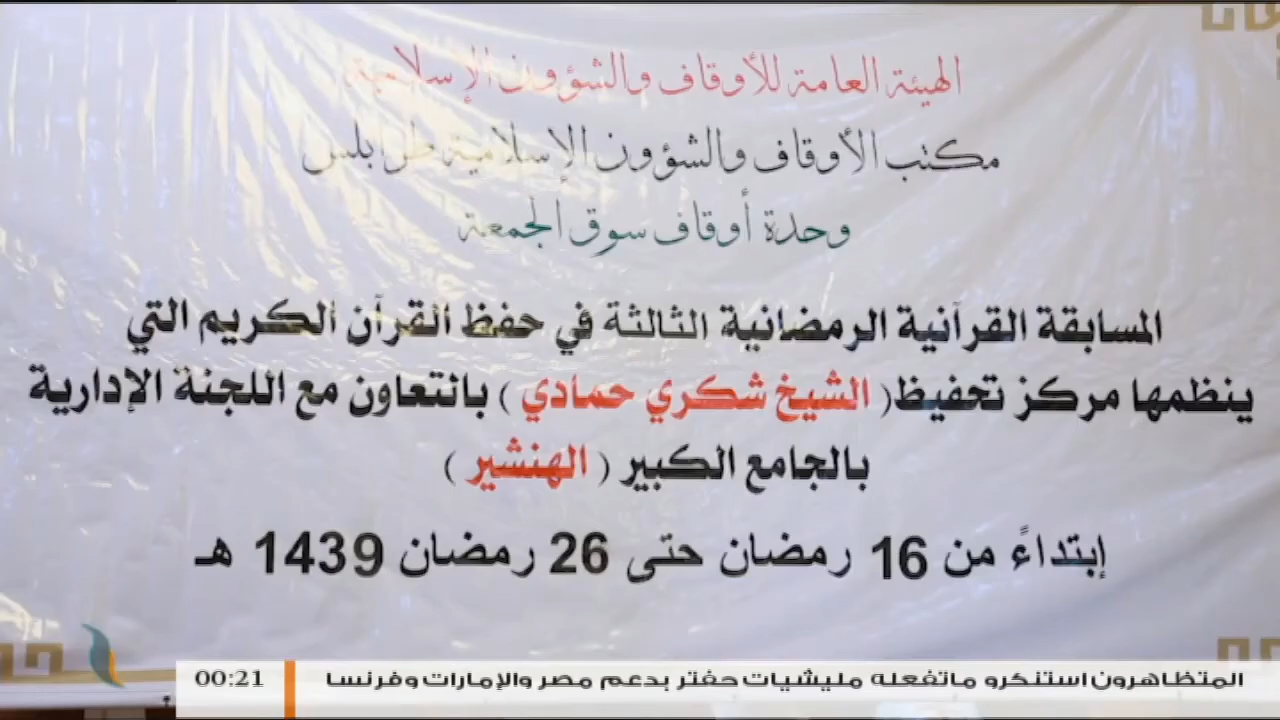 الهيئة العامة للأوقاف والشؤون الإسلامية
مكتب الأوقاف والشؤون الإسلامية طرابلس
وحدة أوقاف سوق الجمعة
المسابقة القرآنية الرمضانية الثالثة في حفظ القرآن الكريم التي
ينظمها مركز تحفيظ ( الشيخ شكري حمادي ) بالتعاون مع اللجنة الإدارية
بالجامع الكبير ( الهنشير )
إبتداءً من 16 رمضان حتى 26 رمضان 1439 هـ
المتظاهرون استنكرو ماتفعله مليشيات حفتر بدعم مصر والإمارات وفرنسا
00:21